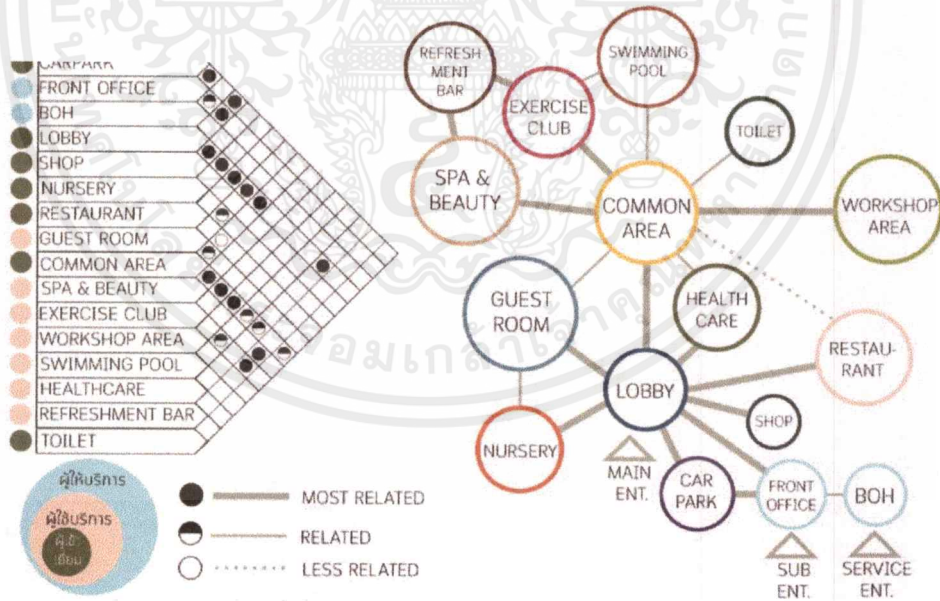 CARPARK
FRONT OFFICE
BOH
LOBBY
SHOP
NURSERY
RESTAURANT
GUEST ROOM
COMMON AREA
SPA & BEAUTY
EXERCISE CLUB
WORKSHOP AREA
SWIMMING POOL
HEALTHCARE
REFRESHMENT BAR
TOILET
ผู้ให้บริการ
ผู้ใช้บริการ
MOST RELATED
RELATED
LESS RELATED
REFRESH
MENT
BAR
EXERCISE
CLUB
SWIMMING
POOL
TOILET
SPA &
BEAUTY
COMMON
AREA
WORKSHOP
AREA
GUEST
ROOM
HEALTH
CARE
RESTAU-
RANT
LOBBY
SHOP
NURSERY
MAIN
ENT.
CAR
PARK
FRONT
OFFICE
BOH
SUB
ENT.
SERVICE
ENT.